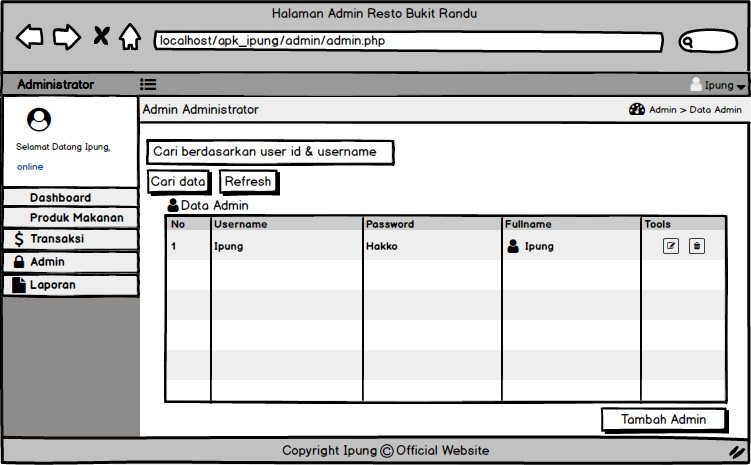 Halaman Admin Resto Bukit Randu
localhost/apk_ipung/admin/admin.php
Administrator
Ipung
Admin Administrator
Admin > Data Admin
Selamat Datang Ipung,
online
Cari berdasarkan user id & username
Cari data
Refresh
Dashboard
Produk Makanan
$ Transaksi
Admin
Laporan
Data Admin
No Username Password Fullname Tools
1 Ipung Hakko Ipung
Tambah Admin
Copyright Ipung © Official Website